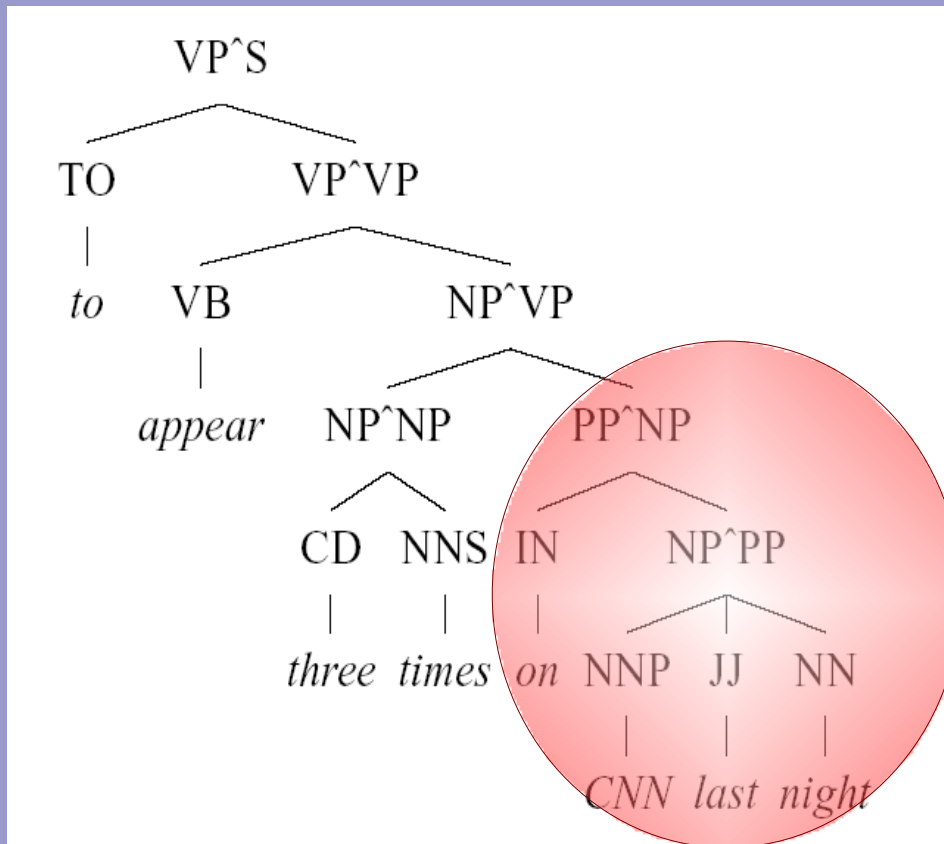 VP^S
TO VP^VP
to VB NP^VP
appear NP^NP PP^NP
CD NNS IN NP^PP
three times on NNP JJ NN
CNN last night